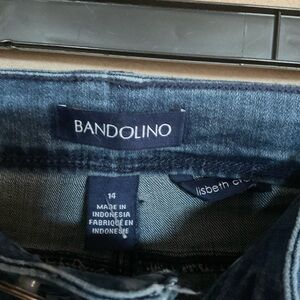 BANDOLINO
14
MADE IN
INDONESIA
FABRIQUÉ EN
INDONESIE
lisbeth